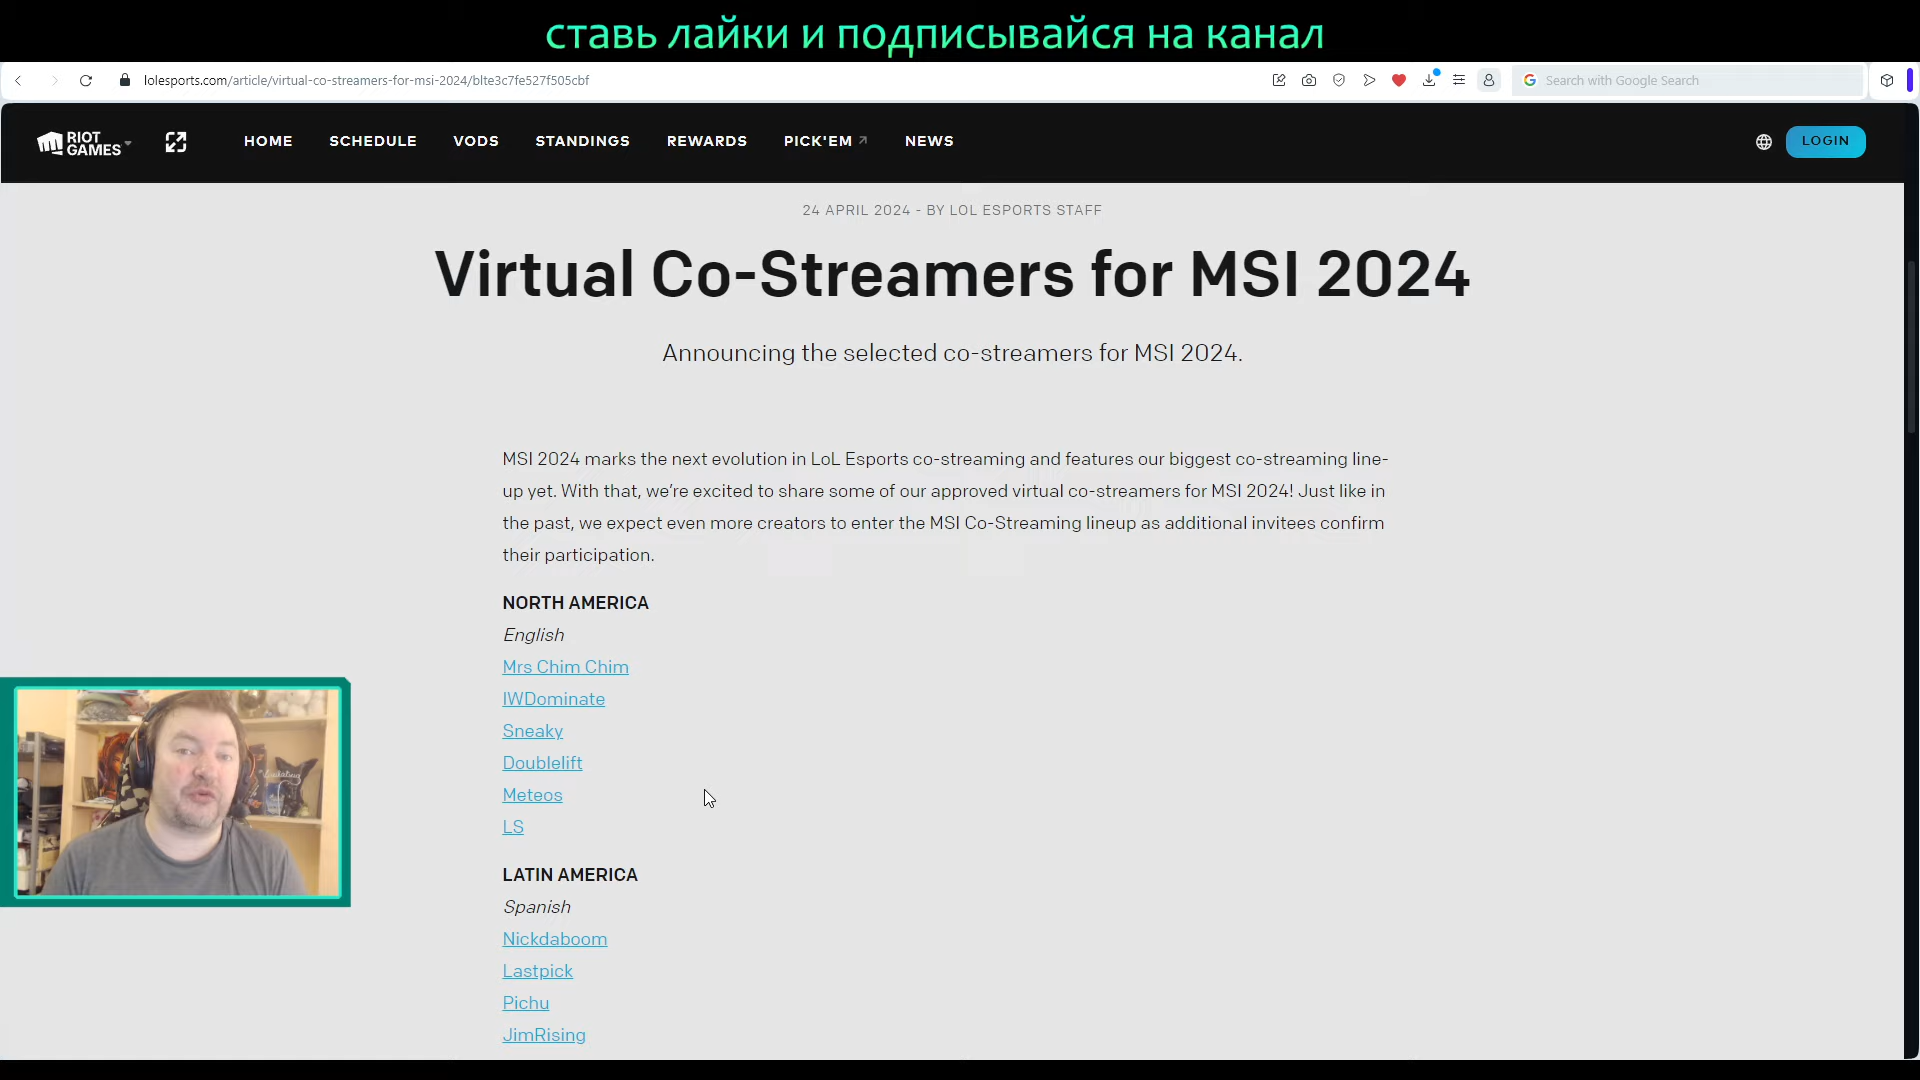 ставь лайки и подписывайся на канал
lolesports.com/article/virtual-co-streamers-for-msi-2024/blte3c7fe527f505cbf
Search with Google Search
RIOT GAMES
HOME SCHEDULE VODS STANDINGS REWARDS PICK'EM NEWS
LOGIN
24 APRIL 2024 - BY LOL ESPORTS STAFF
Virtual Co-Streamers for MSI 2024
Announcing the selected co-streamers for MSI 2024.
MSI 2024 marks the next evolution in LoL Esports co-streaming and features our biggest co-streaming line-
up yet. With that, we’re excited to share some of our approved virtual co-streamers for MSI 2024! Just like in
the past, we expect even more creators to enter the MSI Co-Streaming lineup as additional invitees confirm
their participation.
NORTH AMERICA
English
Mrs Chim Chim
IWDominate
Sneaky
Doublelift
Meteos
LS
LATIN AMERICA
Spanish
Nickdaboom
Lastpick
Pichu
JimRising